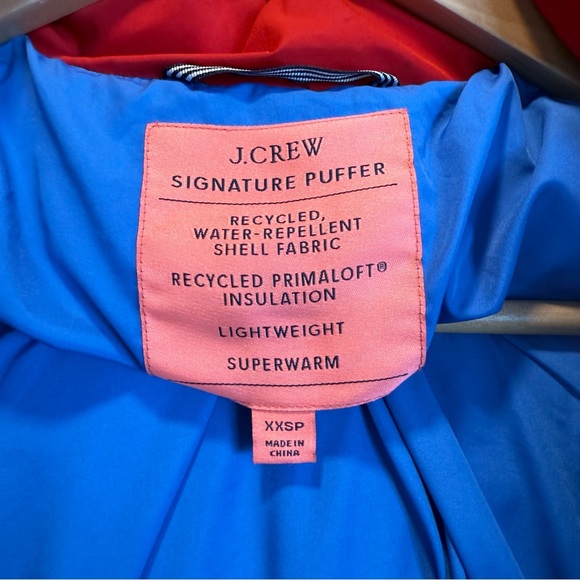 J.CREW
SIGNATURE PUFFER
RECYCLED,
WATER-REPELLENT
SHELL FABRIC
RECYCLED PRIMALOFT®
INSULATION
LIGHTWEIGHT
SUPERWARM
XXSP
MADE IN
CHINA